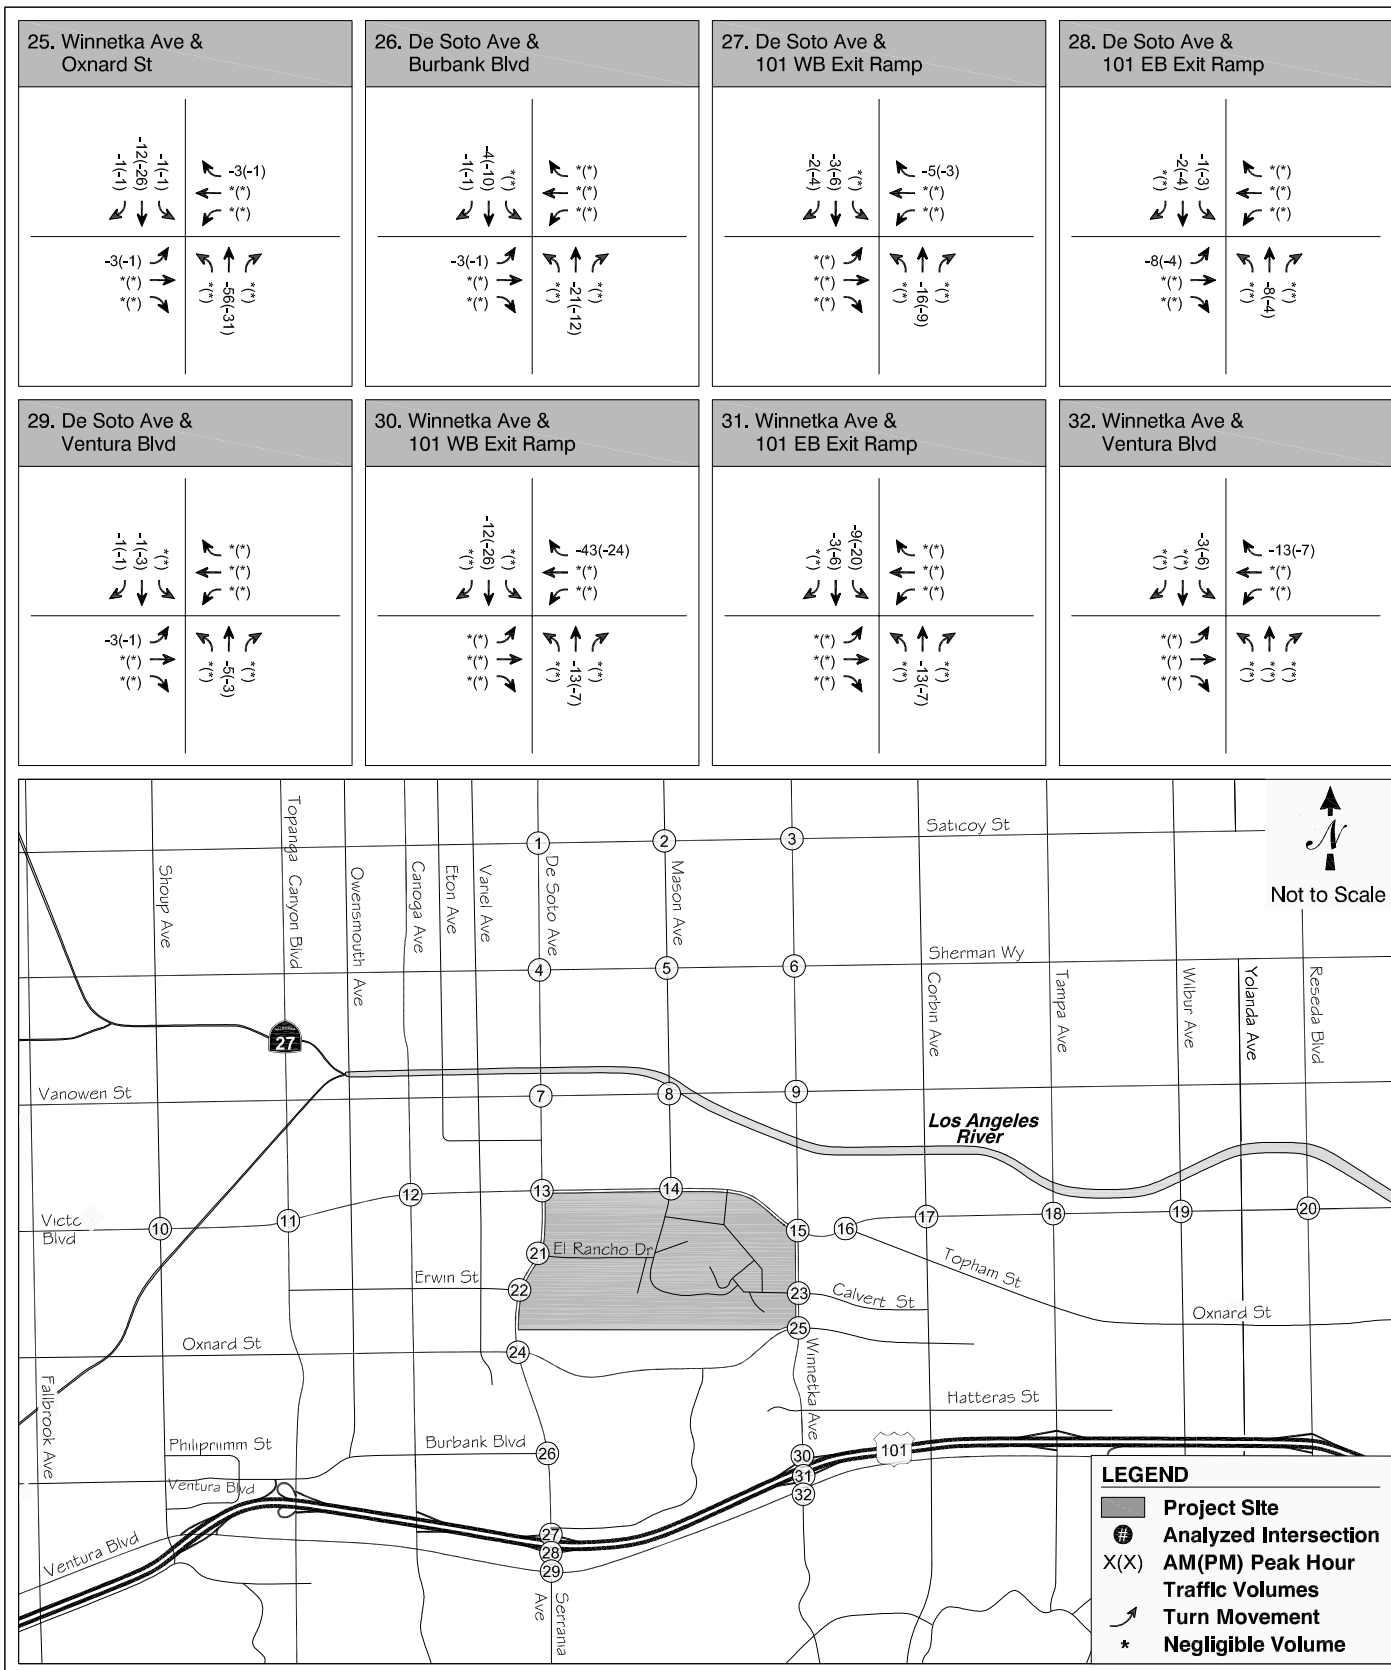 25. Winnetka Ave &
Oxnard St
-1(-1)
-12(-26)
-1(-1)
-3(-1)
*(*)
*(*)
-3(-1)
*(*)
*(*)
*(*)
-56(-31)
*(*)
26. De Soto Ave &
Burbank Blvd
-1(-1)
-4(-10)
*(*)
*(*)
*(*)
*(*)
-3(-1)
*(*)
*(*)
*(*)
-21(-12)
*(*)
27. De Soto Ave &
101 WB Exit Ramp
-2(-4)
-3(-6)
*(*)
-5(-3)
*(*)
*(*)
*(*)
*(*)
*(*)
*(*)
-16(-9)
*(*)
28. De Soto Ave &
101 EB Exit Ramp
*(*)
-2(-4)
-1(-3)
*(*)
*(*)
*(*)
-8(-4)
*(*)
*(*)
*(*)
-8(-4)
*(*)
29. De Soto Ave &
Ventura Blvd
-1(-1)
-1(-3)
*(*)
*(*)
*(*)
*(*)
-3(-1)
*(*)
*(*)
*(*)
-5(-3)
*(*)
30. Winnetka Ave &
101 WB Exit Ramp
*(*)
-12(-26)
*(*)
-43(-24)
*(*)
*(*)
*(*)
*(*)
*(*)
*(*)
-13(-7)
*(*)
31. Winnetka Ave &
101 EB Exit Ramp
*(*)
-3(-6)
-9(-20)
*(*)
*(*)
*(*)
*(*)
*(*)
*(*)
*(*)
-13(-7)
*(*)
32. Winnetka Ave &
Ventura Blvd
*(*)
*(*)
-3(-6)
-13(-7)
*(*)
*(*)
*(*)
*(*)
*(*)
*(*)
*(*)
*(*)
N
Not to Scale
Saticoy St
1
2
3
Shoup Ave
Topanga Canyon Blvd
Owensmouth Ave
Canoga Ave
Eton Ave
Variel Ave
De Soto Ave
Mason Ave
Sherman Wy
4
5
6
Corbin Ave
Tampa Ave
Wilbur Ave
Yolanda Ave
Reseda Blvd
27
Vanowen St
7
8
9
Los Angeles
River
Victc
Blvd
10
11
12
13
14
15
16
17
18
19
20
21
El Rancho Dr
Erwin St
22
23
Calvert St
Topham St
Oxnard St
Oxnard St
24
25
Fallbrook Ave
Winnetka Ave
Hatteras St
Philiprimm St
Burbank Blvd
26
Ventura Blvd
30
101
31
32
Ventura Blvd
27
28
29
Serrania
Ave
LEGEND
Project Site
# Analyzed Intersection
X(X) AM(PM) Peak Hour
Traffic Volumes
Turn Movement
* Negligible Volume